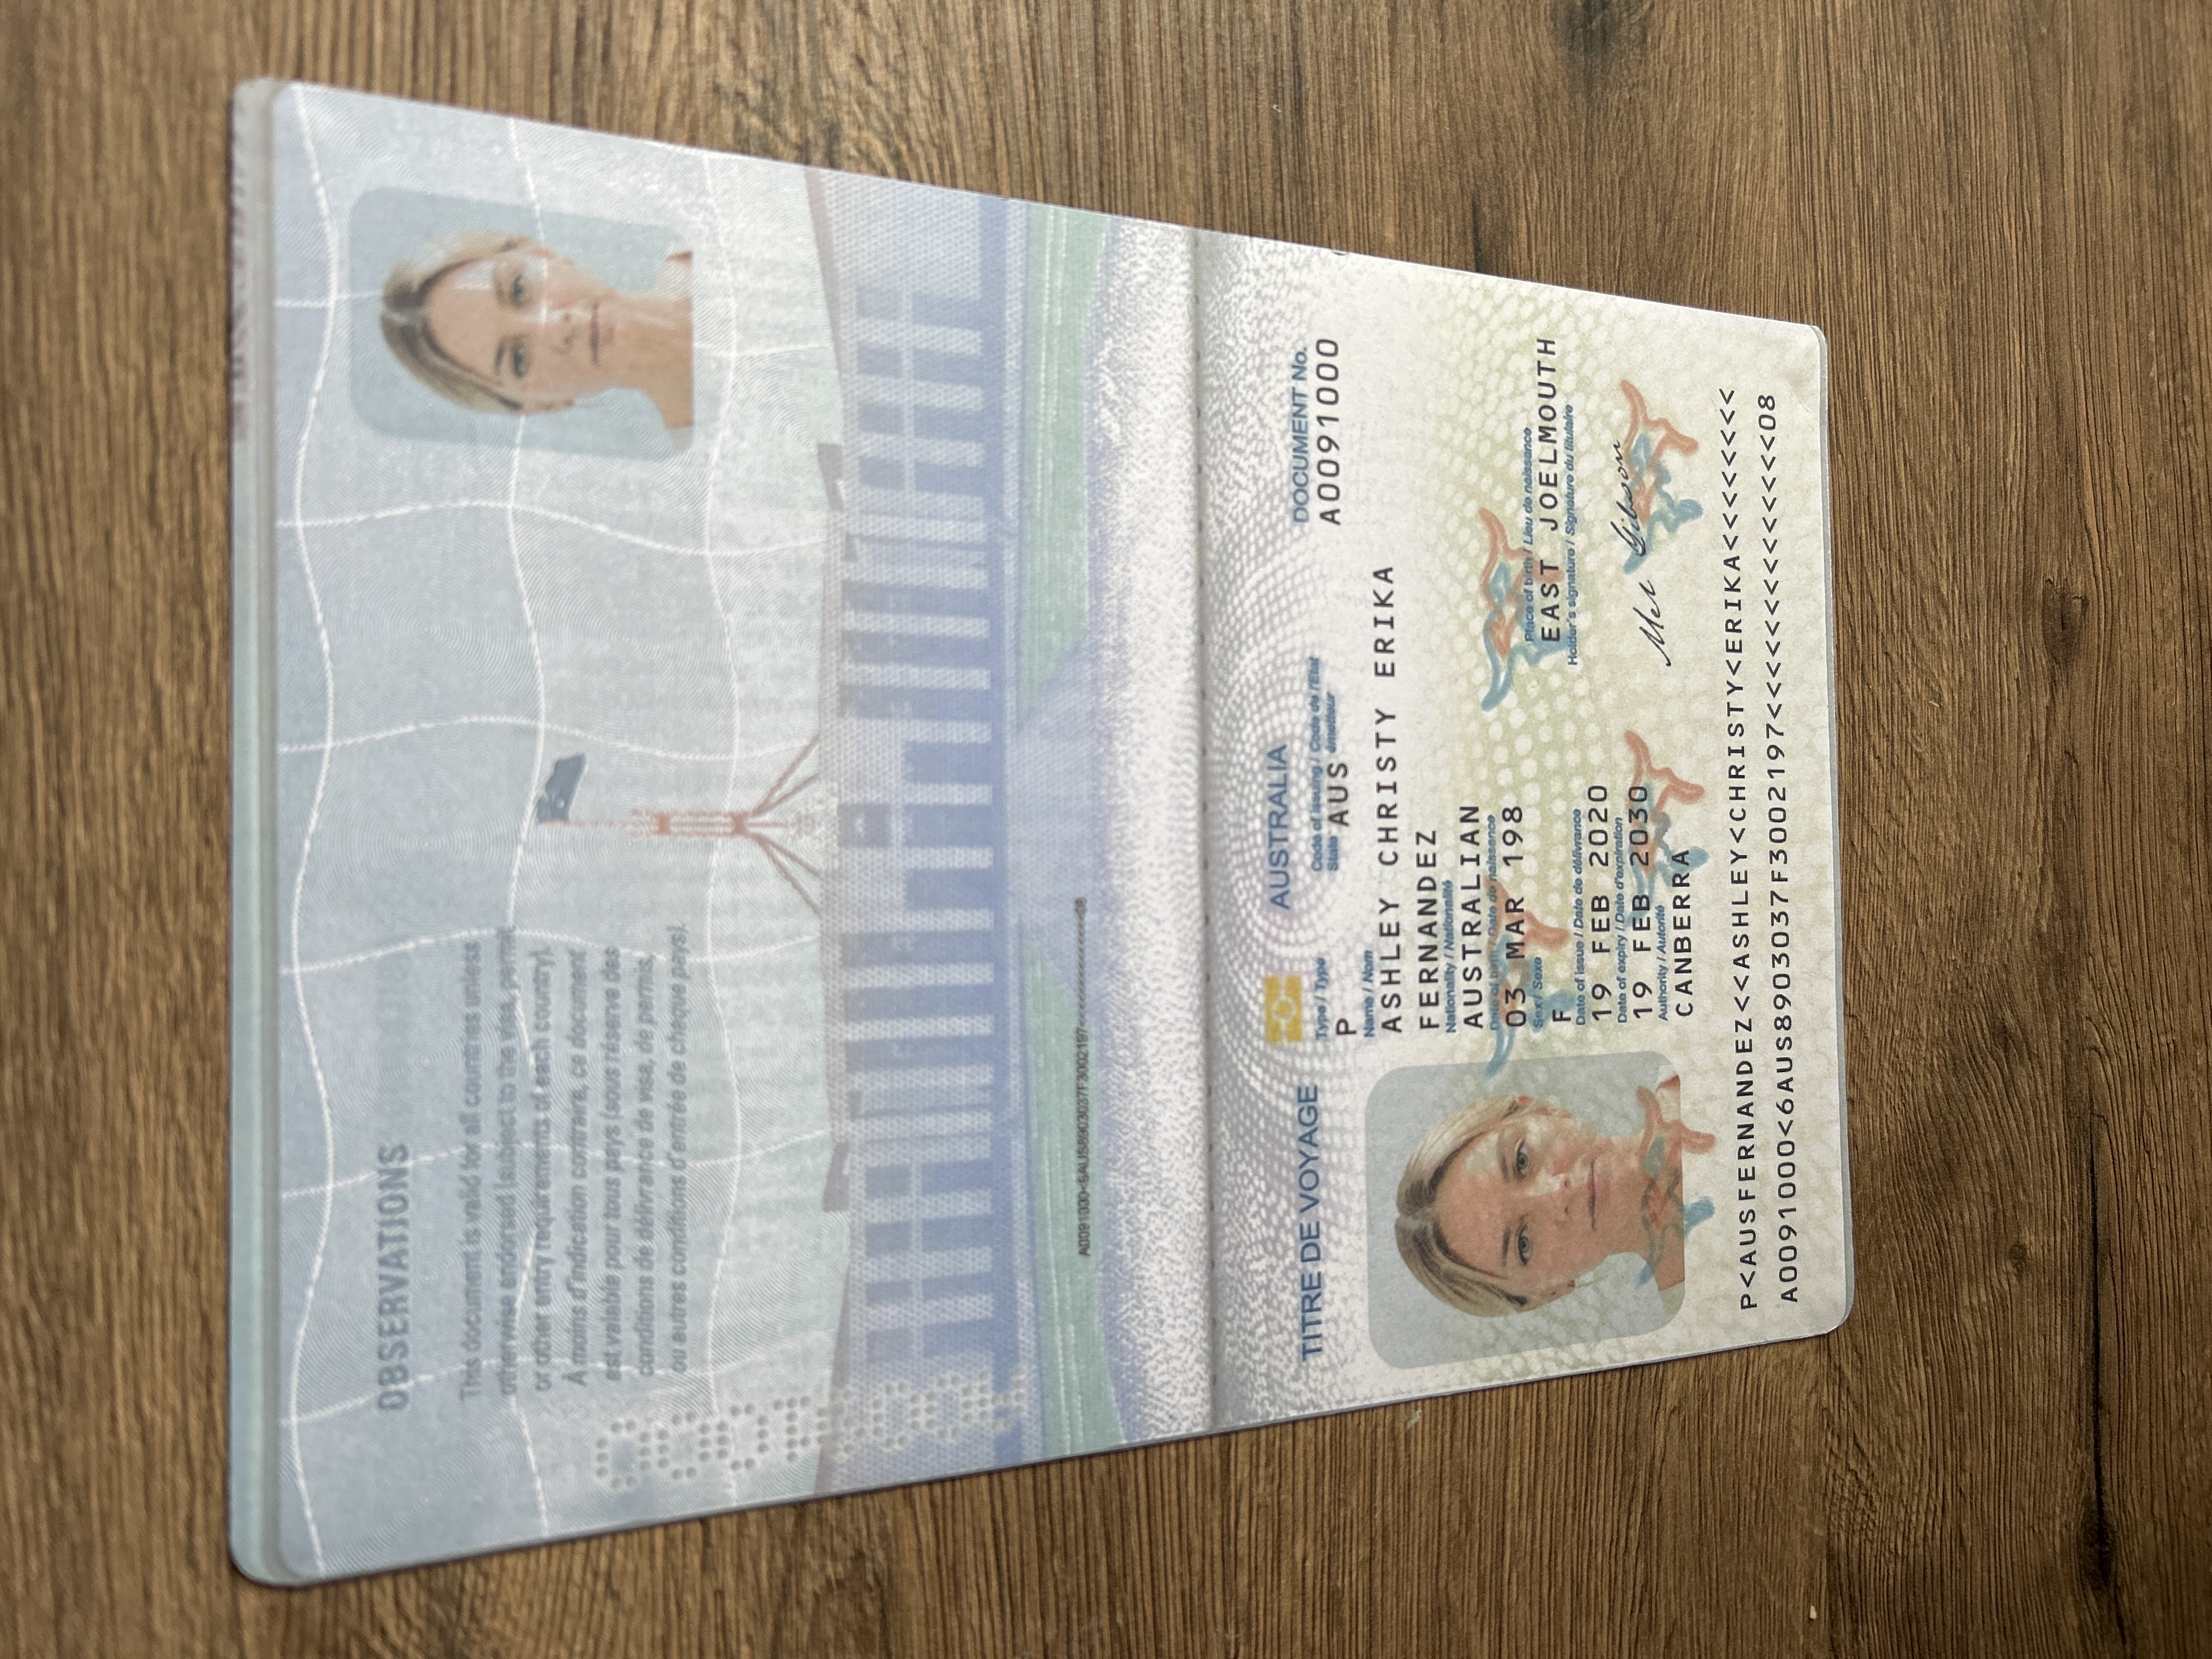 OBSERVATIONS
This document is valid for all countries unless
otherwise endorsed (subject to the visa, permit
or other entry requirements of each country).
À moins d'indication contraire, ce document
est valable pour tous pays (sous réserve des
conditions de délivrance de visa, de permis,
ou autres conditions d'entrée de chaque pays).
A0091000<6AUS8903037F3002197<<<<<<<<<<<<<<08
TITRE DE VOYAGE
AUSTRALIA
Type / Type
Code of issuing / Code de l'Etat
State émetteur
DOCUMENT No.
P
AUS
A0091000
Name / Nom
ASHLEY CHRISTY ERIKA
FERNANDEZ
Nationality / Nationalité
AUSTRALIAN
Date of birth / Date de naissance
03 MAR 198
Sex / Sexe
F
Place of birth / Lieu de naissance
EAST JOELMOUTH
Date of issue / Date de délivrance
19 FEB 2020
Holder's signature / Signature du titulaire
Date of expiry / Date d'expiration
19 FEB 2030
Mel Gibson
Authority / Autorité
CANBERRA
P<AUSFERNANDEZ<<ASHLEY<CHRISTY<ERIKA<<<<<<<<
A0091000<6AUS8903037F3002197<<<<<<<<<<<<<<08